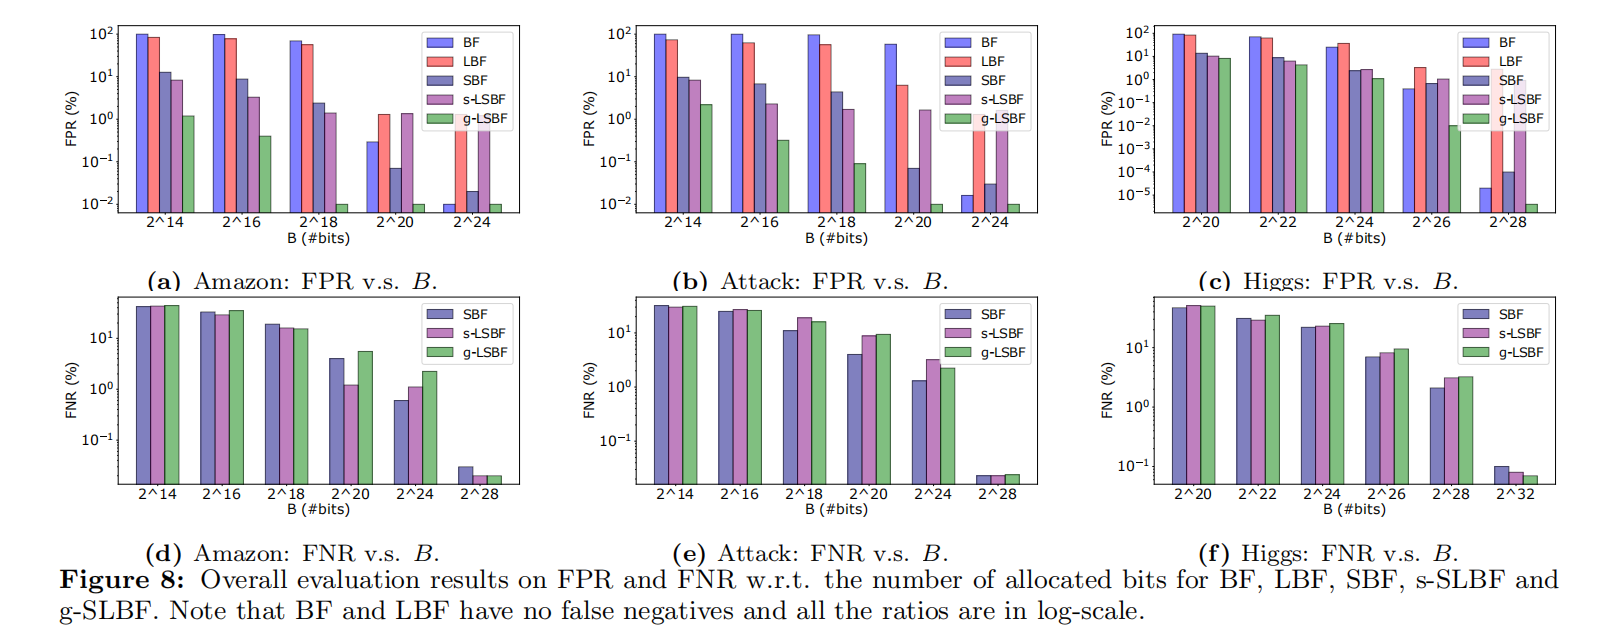 FPR (%)
10^2
10^1
10^0
10^−1
10^−2
BF
LBF
SBF
s-LSBF
g-LSBF
2^14 2^16 2^18 2^20 2^24
B (#bits)
(a) Amazon: FPR v.s. B.
FPR (%)
10^2
10^1
10^0
10^−1
10^−2
BF
LBF
SBF
s-LSBF
g-LSBF
2^14 2^16 2^18 2^20 2^24
B (#bits)
(b) Attack: FPR v.s. B.
FPR (%)
10^2
10^1
10^0
10^−1
10^−2
10^−3
10^−4
10^−5
BF
LBF
SBF
s-LSBF
g-LSBF
2^20 2^22 2^24 2^26 2^28
B (#bits)
(c) Higgs: FPR v.s. B.
FNR (%)
10^1
10^0
10^−1
SBF
s-LSBF
g-LSBF
2^14 2^16 2^18 2^20 2^24 2^28
B (#bits)
(d) Amazon: FNR v.s. B.
FNR (%)
10^1
10^0
10^−1
SBF
s-LSBF
g-LSBF
2^14 2^16 2^18 2^20 2^24 2^28
B (#bits)
(e) Attack: FNR v.s. B.
FNR (%)
10^1
10^0
10^−1
SBF
s-LSBF
g-LSBF
2^20 2^22 2^24 2^26 2^28 2^32
B (#bits)
(f) Higgs: FNR v.s. B.
Figure 8: Overall evaluation results on FPR and FNR w.r.t. the number of allocated bits for BF, LBF, SBF, s-SLBF and
g-SLBF. Note that BF and LBF have no false negatives and all the ratios are in log-scale.